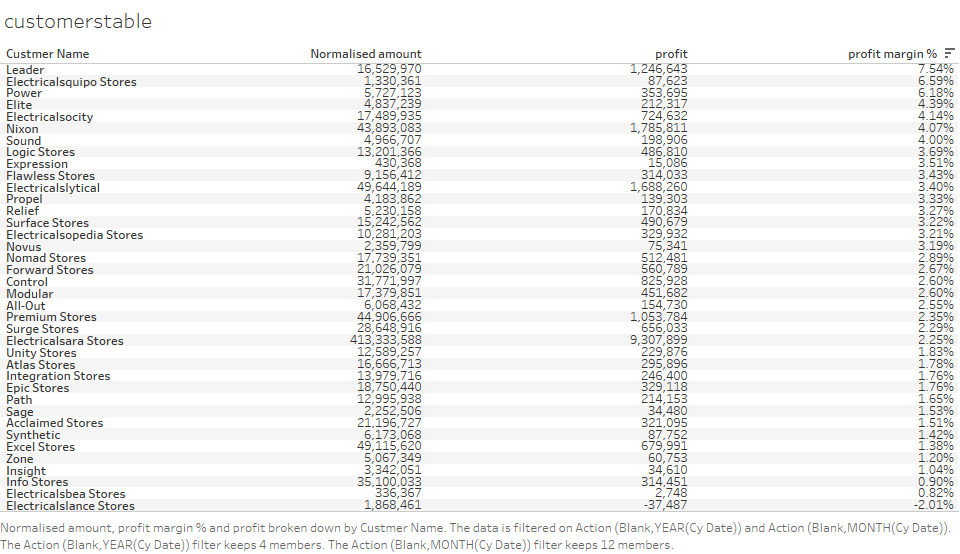 customerstable
Custmer Name Normalised amount profit profit margin %
Leader 16,529,970 1,246,643 7.54%
Electricalsquipo Stores 1,330,361 87,623 6.59%
Power 5,727,123 353,695 6.18%
Elite 4,837,239 212,317 4.39%
Electricalsocity 17,489,935 724,632 4.14%
Nixon 43,893,083 1,785,811 4.07%
Sound 4,966,707 198,906 4.00%
Logic Stores 13,201,366 486,810 3.69%
Expression 430,368 15,086 3.51%
Flawless Stores 9,156,412 314,033 3.43%
Electricalslytical 49,644,189 1,688,260 3.40%
Propel 4,183,862 139,303 3.33%
Relief 5,230,158 170,834 3.27%
Surface Stores 15,242,562 490,679 3.22%
Electricalsopedia Stores 10,281,203 329,932 3.21%
Novus 2,359,799 75,341 3.19%
Nomad Stores 17,739,351 512,481 2.89%
Forward Stores 21,026,079 560,789 2.67%
Control 31,771,997 825,928 2.60%
Modular 17,379,851 451,682 2.60%
All-Out 6,068,432 154,730 2.55%
Premium Stores 44,906,666 1,053,784 2.35%
Surge Stores 28,648,916 656,033 2.29%
Electricalsara Stores 413,333,588 9,307,899 2.25%
Unity Stores 12,589,257 229,876 1.83%
Atlas Stores 16,666,713 295,896 1.78%
Integration Stores 13,979,716 246,400 1.76%
Epic Stores 18,750,440 329,118 1.76%
Path 12,995,938 214,153 1.65%
Sage 2,252,506 34,480 1.53%
Acclaimed Stores 21,196,727 321,095 1.51%
Synthetic 6,173,068 87,752 1.42%
Excel Stores 49,115,620 679,991 1.38%
Zone 5,067,349 60,753 1.20%
Insight 3,342,051 34,610 1.04%
Info Stores 35,100,033 314,451 0.90%
Electricalsbea Stores 336,367 2,748 0.82%
Electricalslance Stores 1,868,461 -37,487 -2.01%
Normalised amount, profit margin % and profit broken down by Custmer Name. The data is filtered on Action (Blank,YEAR(Cy Date)) and Action (Blank,MONTH(Cy Date)).
The Action (Blank,YEAR(Cy Date)) filter keeps 4 members. The Action (Blank,MONTH(Cy Date)) filter keeps 12 members.